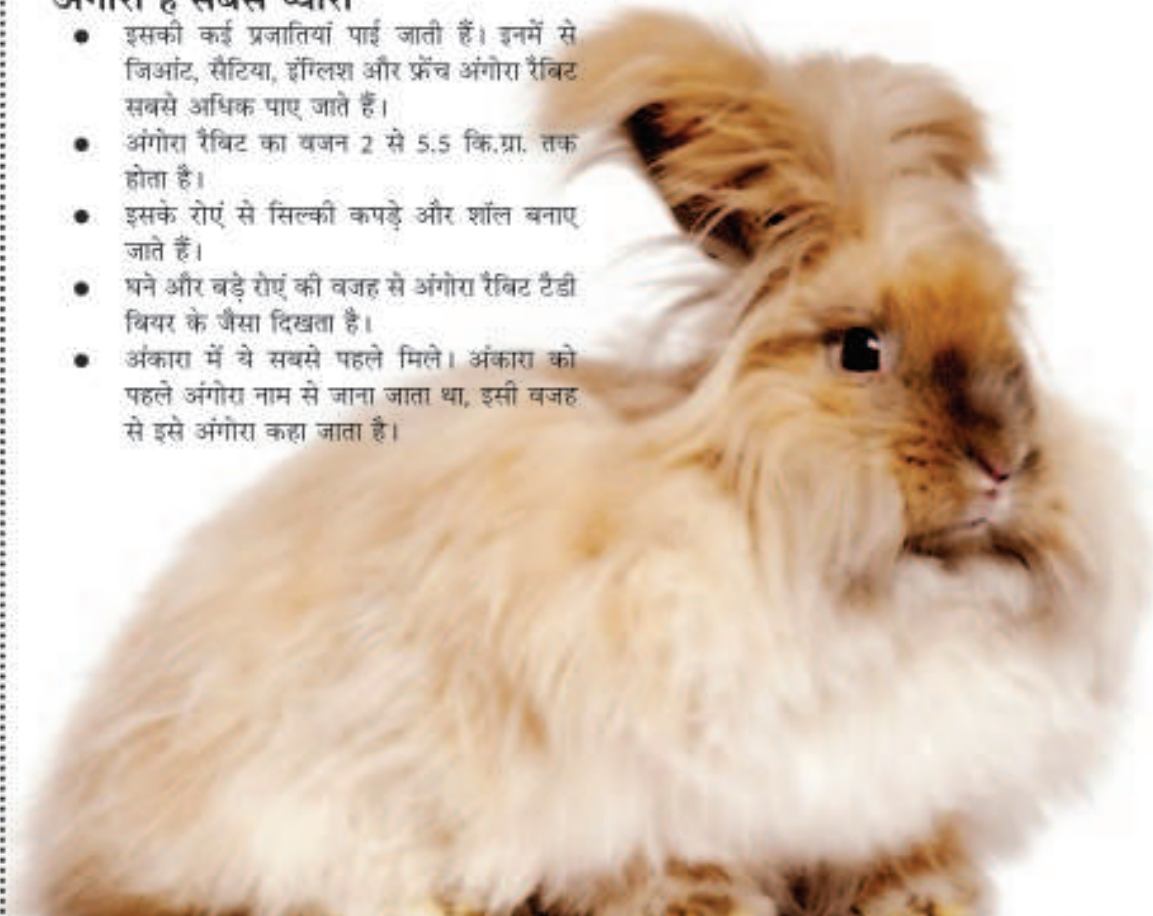 अंगोरा है सबसे प्यारा
• इसकी कई प्रजातियां पाई जाती हैं। इनमें से
जिआंट, सैटिया, इंग्लिश और फ्रेंच अंगोरा रैबिट
सबसे अधिक पाए जाते हैं।
• अंगोरा रैबिट का वजन 2 से 5.5 कि.ग्रा. तक
होता है।
• इसके रोएं से सिल्की कपड़े और शॉल बनाए
जाते हैं।
• घने और बड़े रोएं की वजह से अंगोरा रैबिट टैडी
बियर के जैसा दिखता है।
• अंकारा में ये सबसे पहले मिले। अंकारा को
पहले अंगोरा नाम से जाना जाता था, इसी वजह
से इसे अंगोरा कहा जाता है।